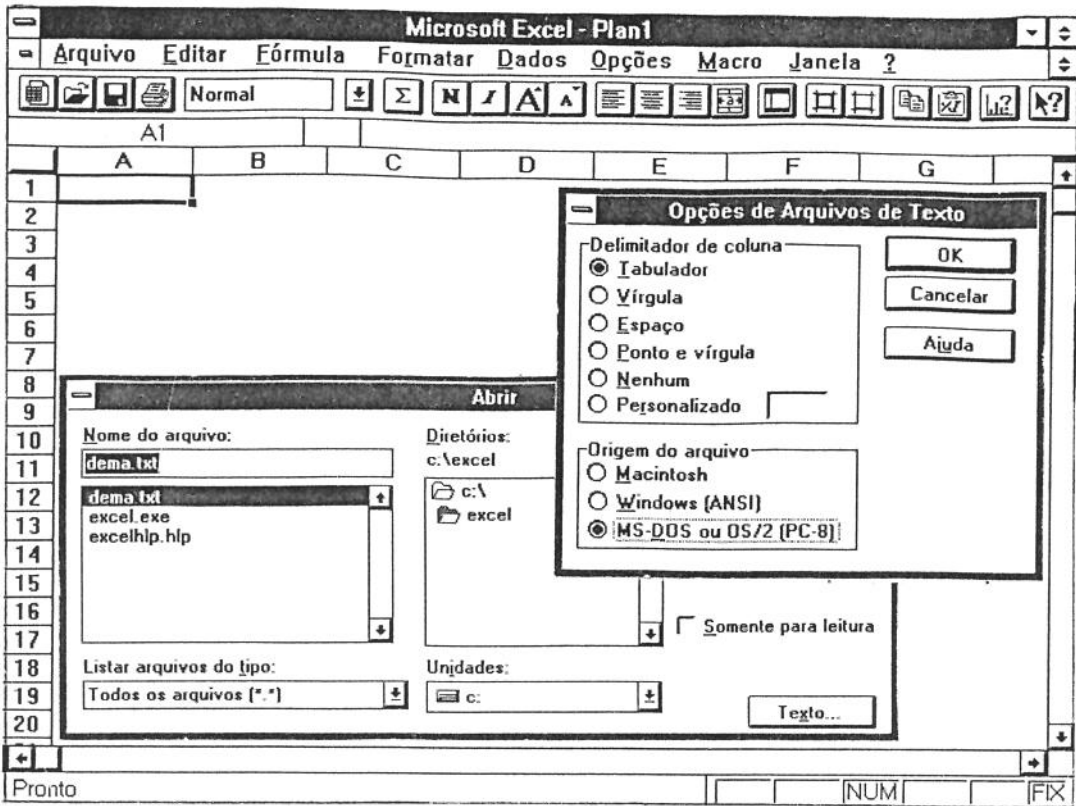 Microsoft Excel - Plan1
Arquivo Editar Fórmula Formatar Dados Opções Macro Janela ?
Normal Σ N I A A a ? ?
A1
A B C D E F G
1
2
3
4
5
6
7
8
9
10
11
12
13
14
15
16
17
18
19
20
Opções de Arquivos de Texto
Delimitador de coluna
Tabulador
Vírgula
Espaço
Ponto e vírgula
Nenhum
Personalizado
OK
Cancelar
Ajuda
Origem do arquivo
Macintosh
Windows (ANSI)
MS-DOS ou OS/2 (PC-8)
Abrir
Nome do arquivo:
dema.txt
dema.txt
excel.exe
excelhlp.hlp
Diretórios:
c:\excel
c:\
excel
Somente para leitura
Listar arquivos do tipo:
Todos os arquivos (*.*)
Unidades:
c:
Texto...
Pronto NUM FIX